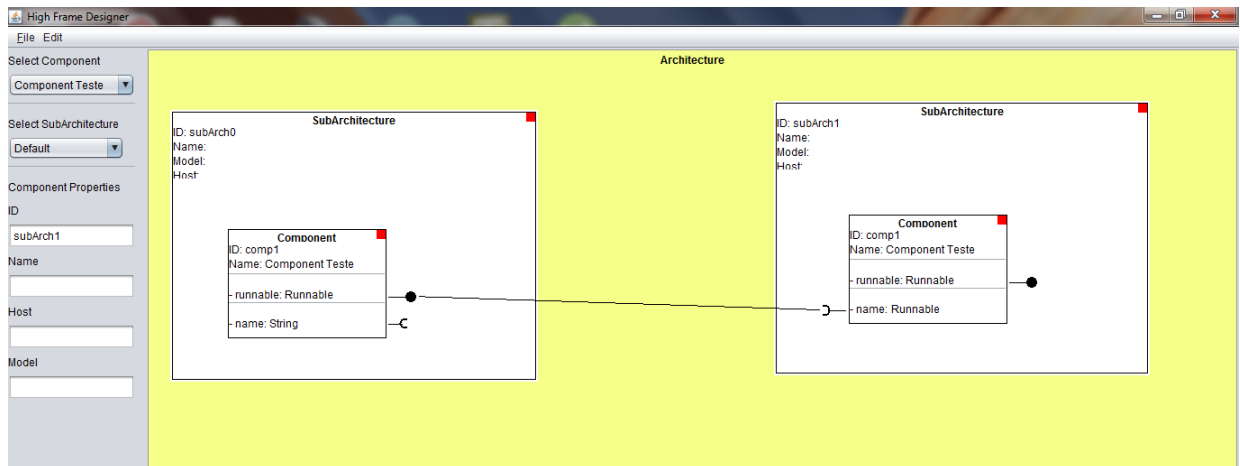 High Frame Designer
File Edit
Select Component
Component Teste
Select SubArchitecture
Default
Component Properties
ID
subArch1
Name
Host
Model
Architecture
SubArchitecture
ID: subArch0
Name:
Model:
Host:
Component
ID: comp1
Name: Component Teste
- runnable: Runnable
- name: String
SubArchitecture
ID: subArch1
Name:
Model:
Host:
Component
ID: comp1
Name: Component Teste
- runnable: Runnable
- name: Runnable